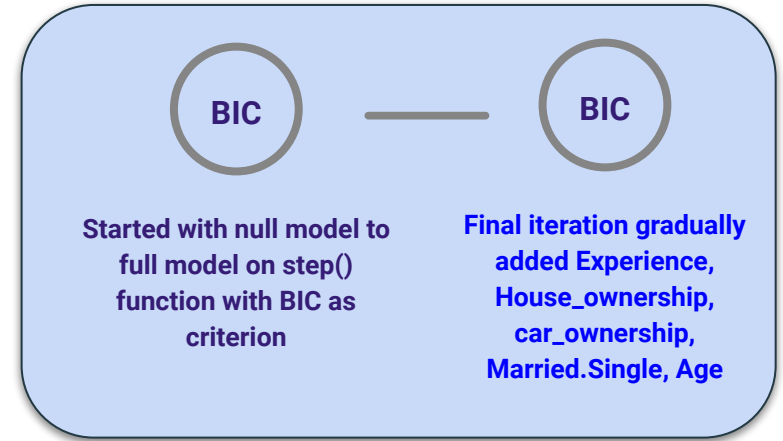 BIC
Started with null model to
full model on step()
function with BIC as
criterion
BIC
Final iteration gradually
added Experience,
House_ownership,
car_ownership,
Married.Single, Age